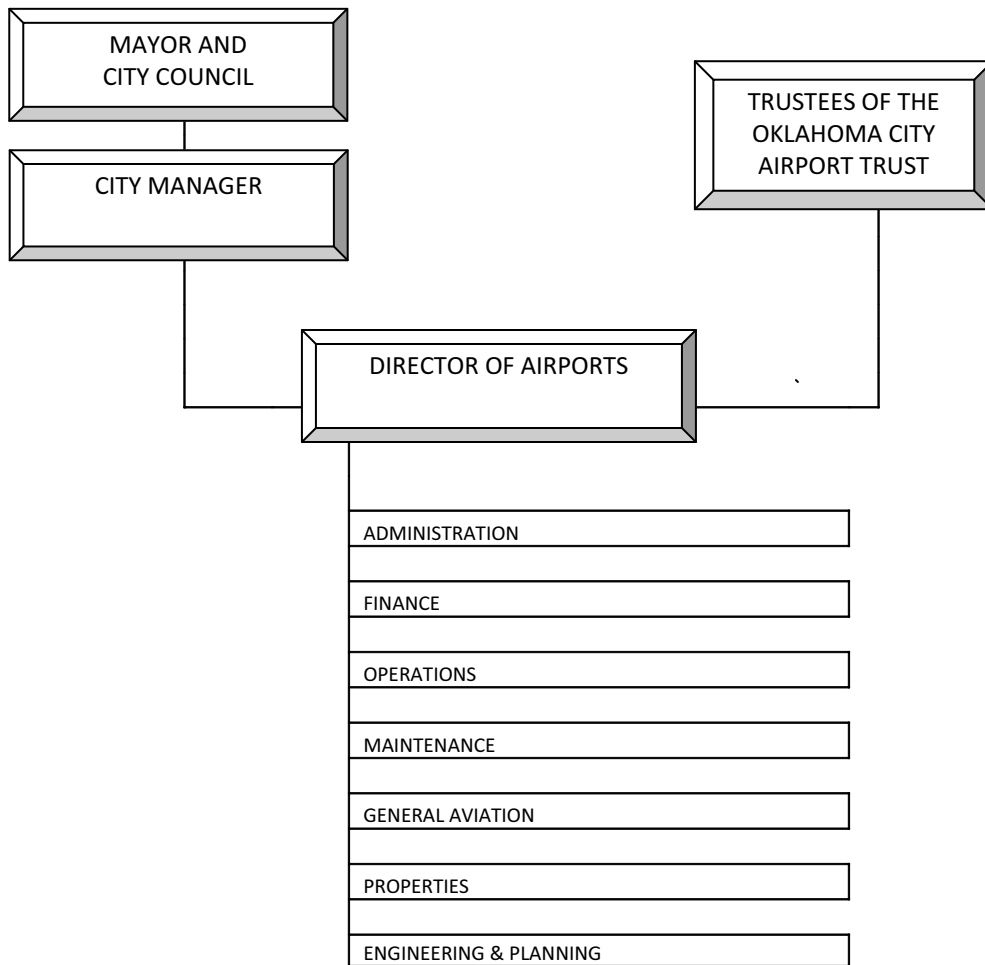 MAYOR AND
CITY COUNCIL
CITY MANAGER
TRUSTEES OF THE
OKLAHOMA CITY
AIRPORT TRUST
DIRECTOR OF AIRPORTS
ADMINISTRATION
FINANCE
OPERATIONS
MAINTENANCE
GENERAL AVIATION
PROPERTIES
ENGINEERING & PLANNING